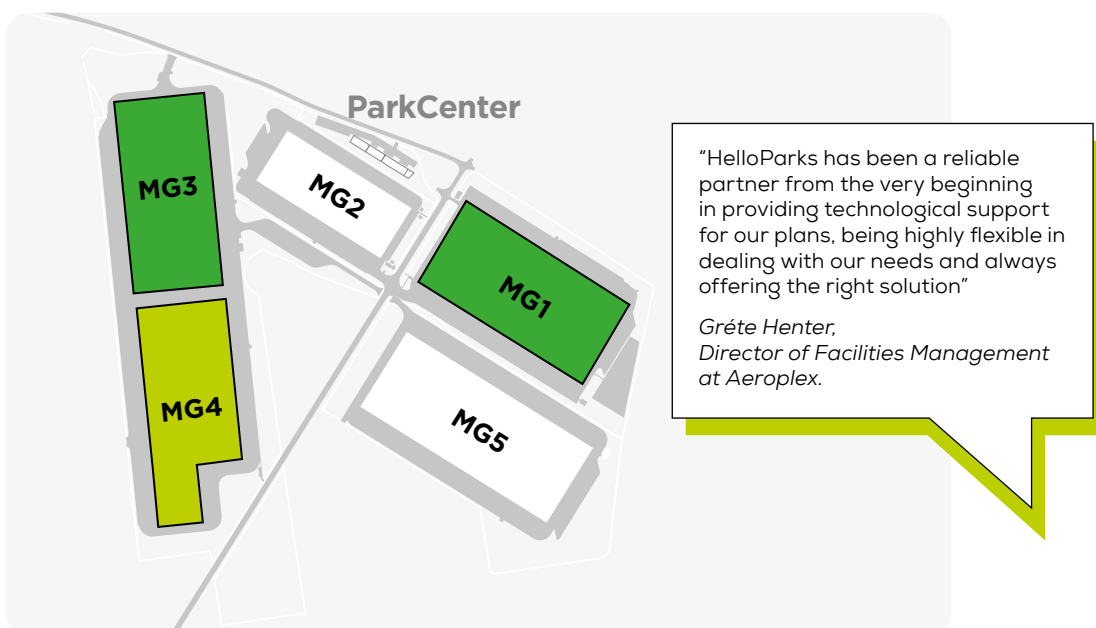 ParkCenter
MG3
MG2
MG1
MG4
MG5
“HelloParks has been a reliable
partner from the very beginning
in providing technological support
for our plans, being highly flexible in
dealing with our needs and always
offering the right solution”
Gréte Henter,
Director of Facilities Management
at Aeroplex.